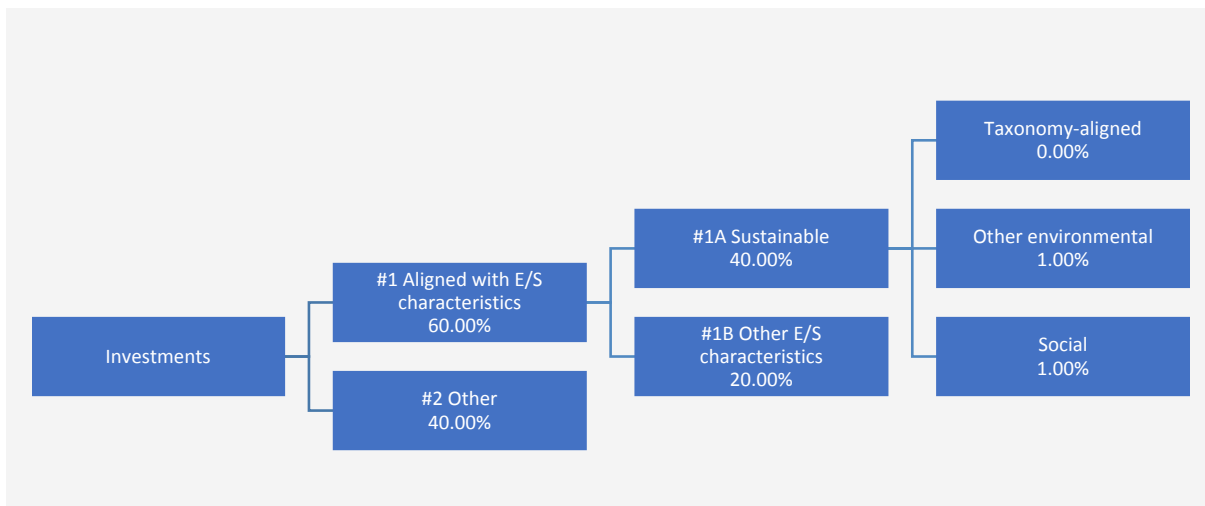 Investments
#1 Aligned with E/S
characteristics
60.00%
#2 Other
40.00%
#1A Sustainable
40.00%
#1B Other E/S
characteristics
20.00%
Taxonomy-aligned
0.00%
Other environmental
1.00%
Social
1.00%